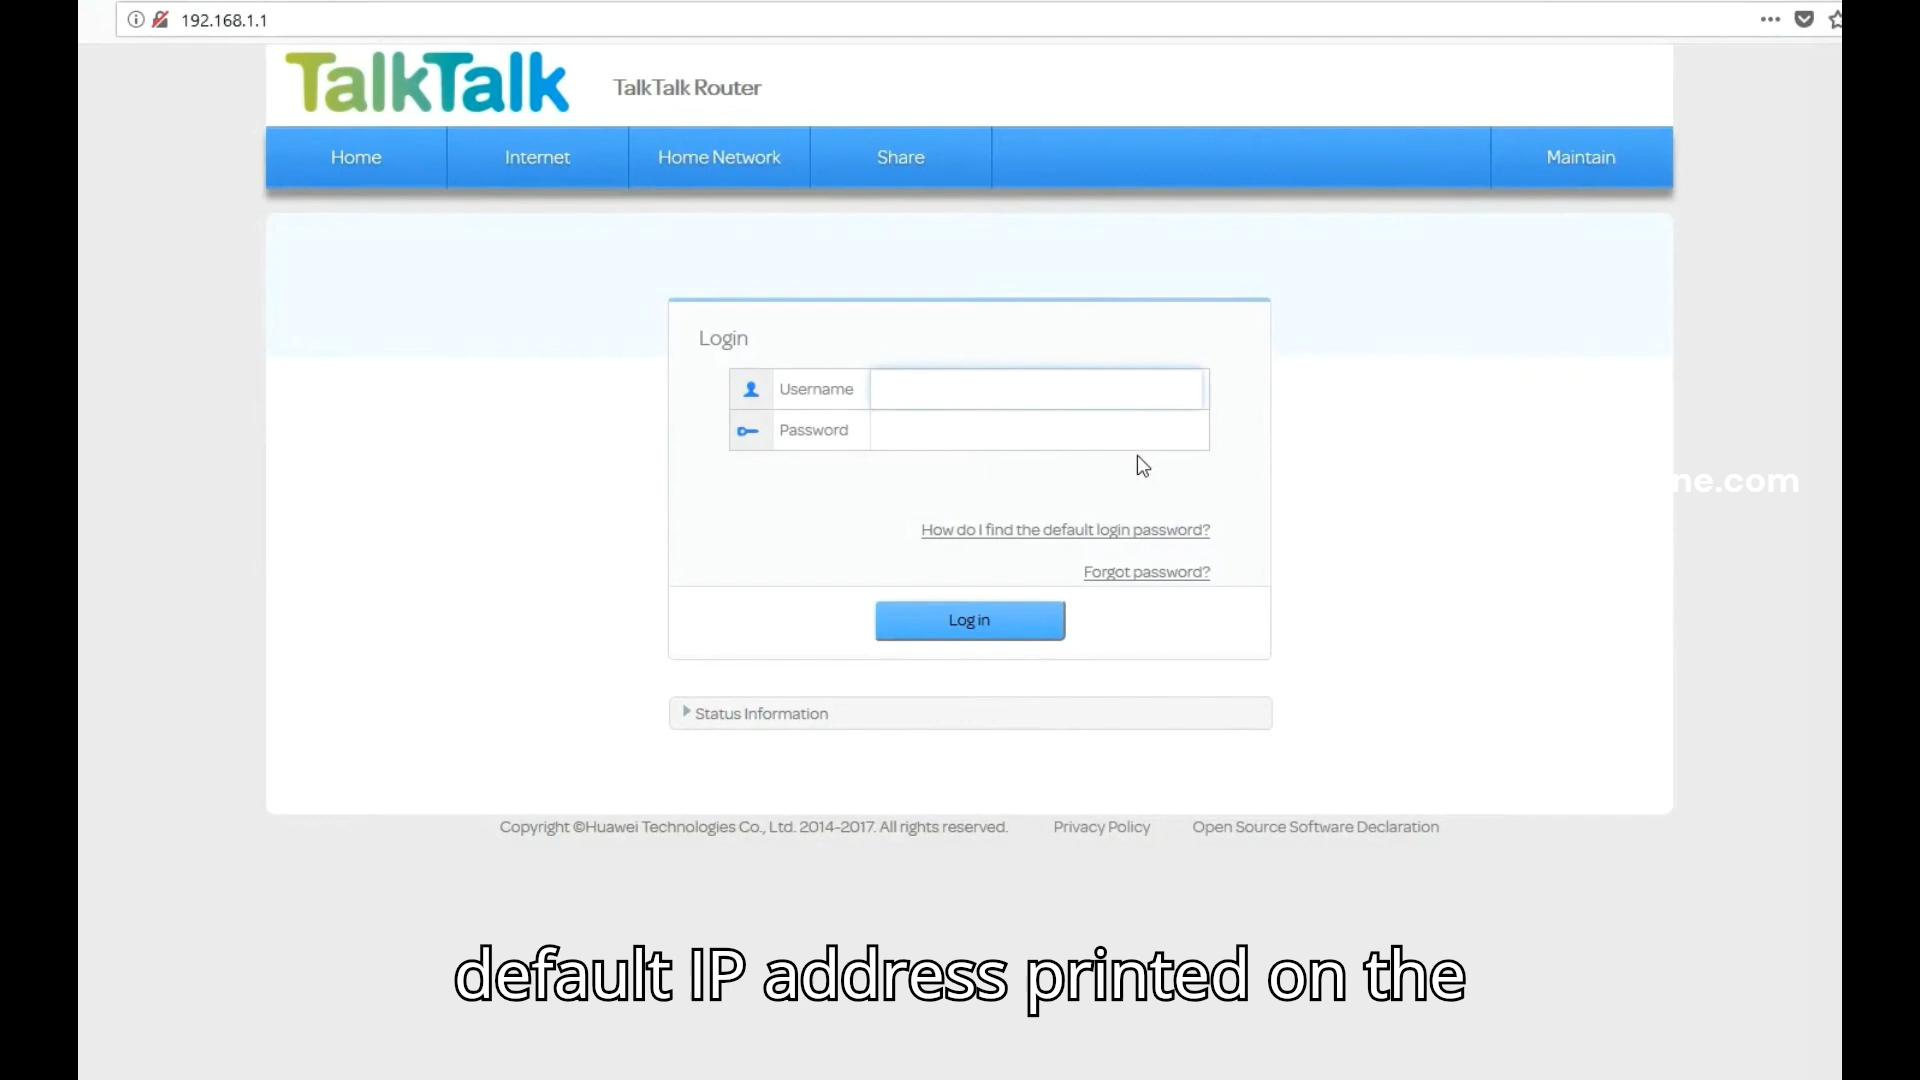 192.168.1.1
TalkTalk
TalkTalk Router
Home
Internet
Home Network
Share
Maintain
Login
Username
Password
ne.com
How do I find the default login password?
Forgot password?
Log in
Status Information
Copyright ©Huawei Technologies Co., Ltd. 2014-2017. All rights reserved.
Privacy Policy
Open Source Software Declaration
default IP address printed on the